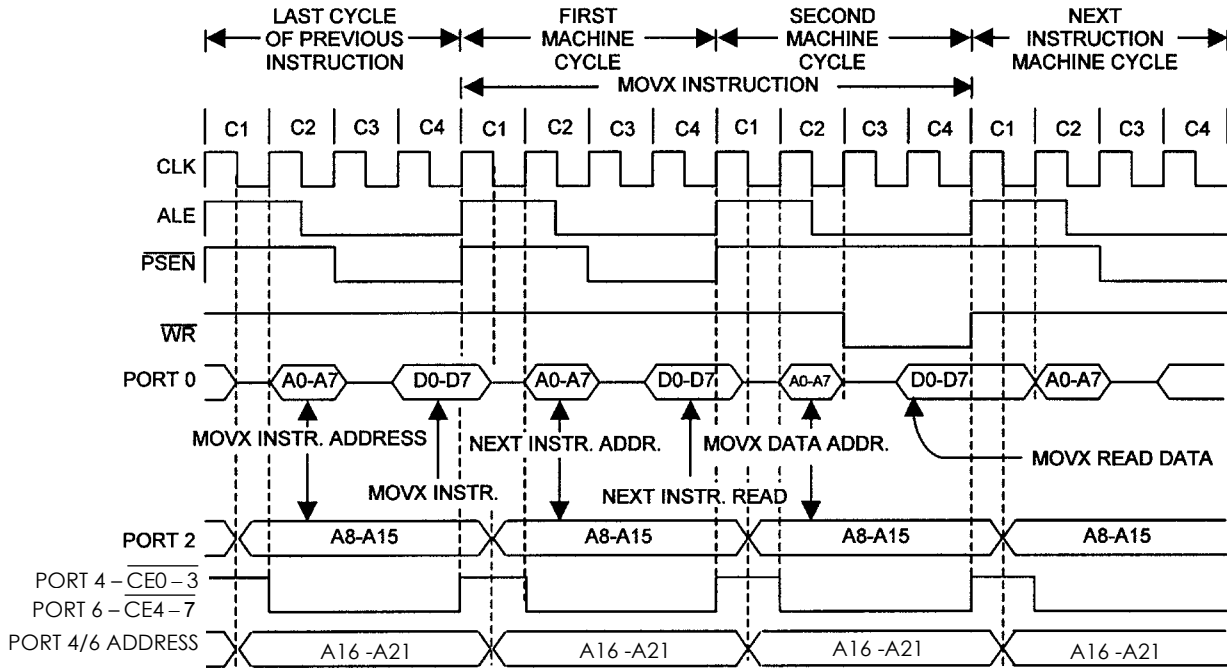 LAST CYCLE
OF PREVIOUS
INSTRUCTION
FIRST
MACHINE
CYCLE
SECOND
MACHINE
CYCLE
NEXT
INSTRUCTION
MACHINE CYCLE
MOVX INSTRUCTION
C1 C2 C3 C4 C1 C2 C3 C4 C1 C2 C3 C4 C1 C2 C3 C4
CLK
ALE
PSEN
WR
PORT 0 A0-A7 D0-D7 A0-A7 D0-D7 A0-A7 D0-D7 A0-A7
MOVX INSTR. ADDRESS NEXT INSTR. ADDR. MOVX DATA ADDR.
MOVX READ DATA
MOVX INSTR. NEXT INSTR. READ
PORT 2 A8-A15 A8-A15 A8-A15 A8-A15
PORT 4 – CE0 – 3
PORT 6 – CE4 – 7
PORT 4/6 ADDRESS A16 -A21 A16 -A21 A16 -A21 A16 -A21